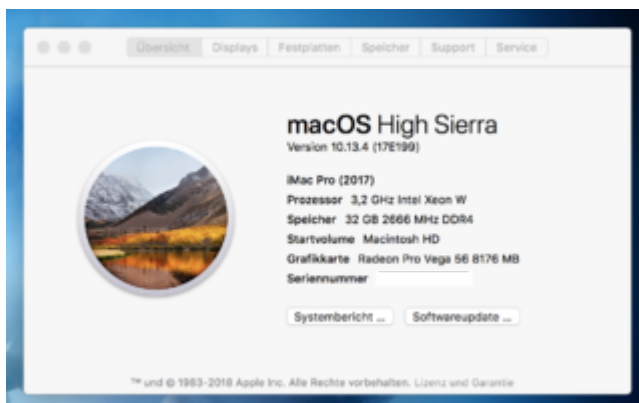 Übersicht Displays Festplatten Speicher Support Service
macOS High Sierra
Version 10.13.4 (17E199)
iMac Pro (2017)
Prozessor 3,2 GHz Intel Xeon W
Speicher 32 GB 2666 MHz DDR4
Startvolume Macintosh HD
Grafikkarte Radeon Pro Vega 56 8176 MB
Seriennummer
Systembericht ... Softwareupdate ...
™ und © 1983-2018 Apple Inc. Alle Rechte vorbehalten. Lizenz und Garantie